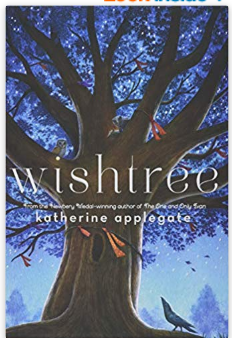 wishtree
from the Newbery Medal-winning author of The One and Only Ivan
katherine applegate